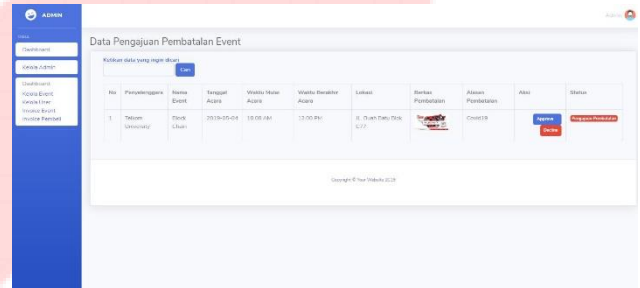 ADMIN
Admin
Dashboard
Data Pengajuan Pembatalan Event
Kelola Admin
Ketikan data yang ingin dicari
Cari
Dashboard
Kelola Event
Kelola User
Invoice Event
Invoice Pembeli
No Penyelenggara Nama Event Tanggal Acara Waktu Mulai Acara Waktu Berakhir Acara Lokasi Berkas Pembatalan Alasan Pembatalan Aksi Status
1 Telkom University 10:00 AM 12:00 PM Covid19 Approve Decline Pengajuan Pembatalan
Copyright © Your Website 2019